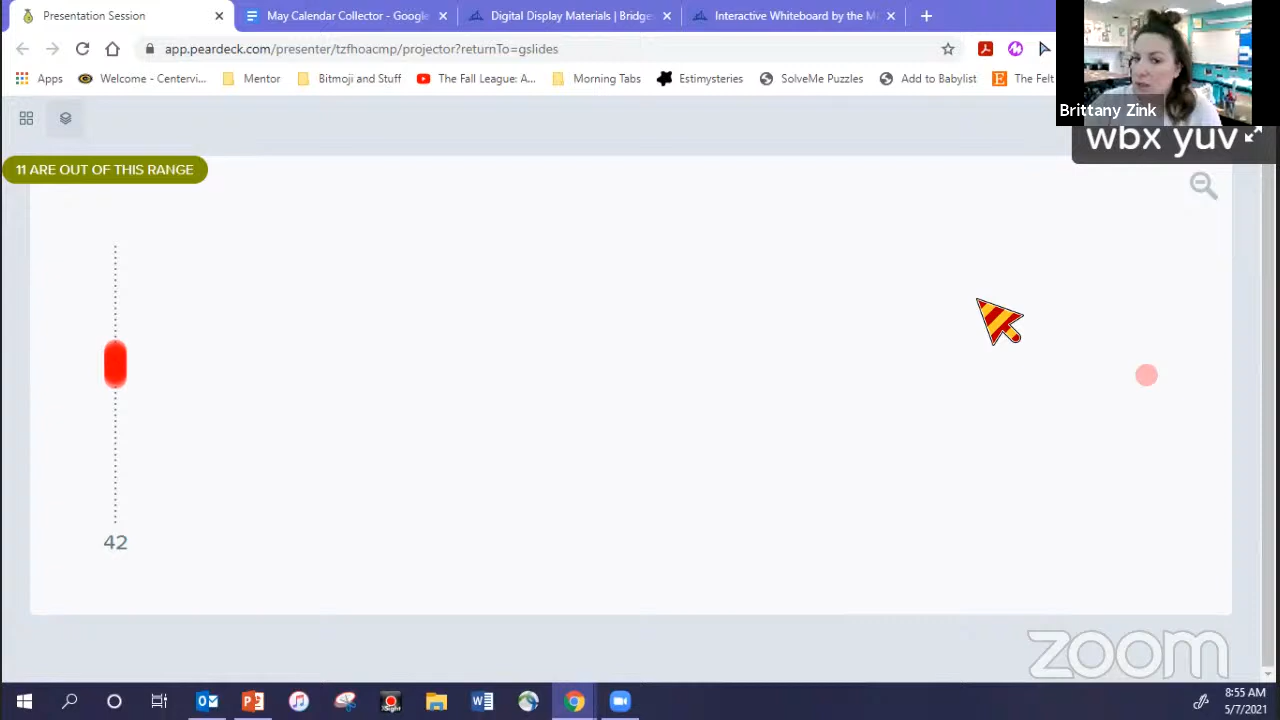 Presentation Session
May Calendar Collector - Google
Digital Display Materials | Bridge
Interactive Whiteboard by the M
app.peardeck.com/presenter/tzfhoacmp/projector?returnTo=gslides
Apps
Welcome - Centervi...
Mentor
Bitmoji and Stuff
The Fall League: A...
Morning Tabs
Estimysteries
SolveMe Puzzles
Add to Babylist
The Felt
Brittany Zink
wbx yuv
11 ARE OUT OF THIS RANGE
42
zoom
8:55 AM
5/7/2021